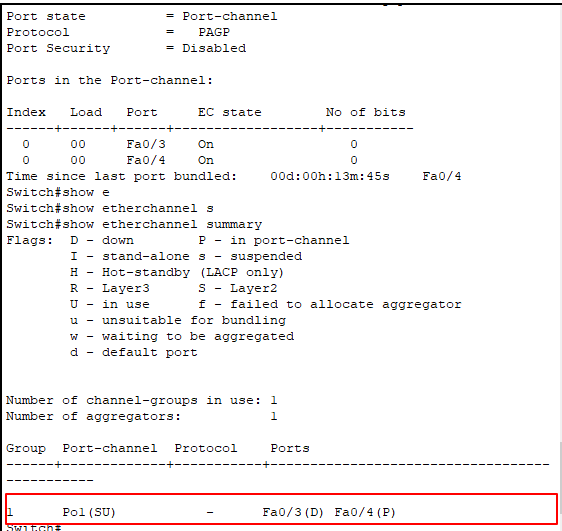 Port state          = Port-channel
Protocol            =   PAGP
Port Security       = Disabled
Ports in the Port-channel:
Index   Load   Port     EC state        No of bits
------+------+------+------------------+-----------
  0     00     Fa0/3    On                 0
  0     00     Fa0/4    On                 0
Time since last port bundled:    00d:00h:13m:45s    Fa0/4
Switch#show e
Switch#show etherchannel s
Switch#show etherchannel summary
Flags:  D - down        P - in port-channel
        I - stand-alone s - suspended
        H - Hot-standby (LACP only)
        R - Layer3      S - Layer2
        U - in use      f - failed to allocate aggregator
        u - unsuitable for bundling
        w - waiting to be aggregated
        d - default port
Number of channel-groups in use: 1
Number of aggregators:           1
Group  Port-channel  Protocol    Ports
------+-------------+-----------+-----------------------------------
-----------
1      Po1(SU)           -      Fa0/3(D) Fa0/4(P)
Switch#